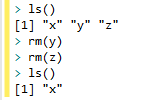 > ls()
[1] "x" "y" "z"
> rm(y)
> rm(z)
> ls()
[1] "x"